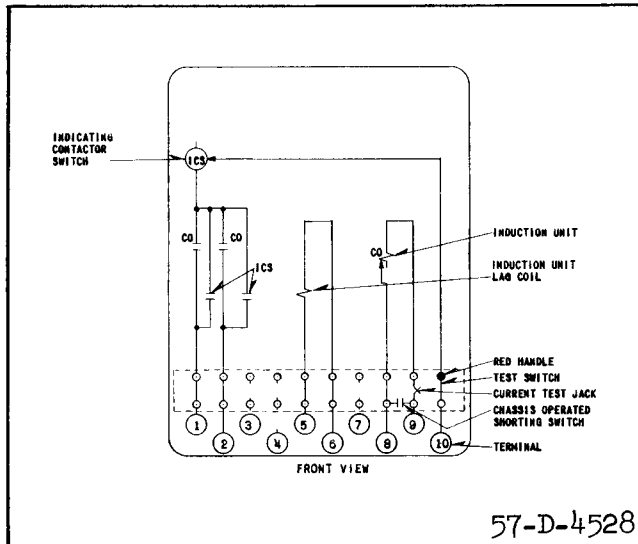 INDICATING
CONTACTOR
SWITCH
ICS
CO
CO
ICS
CO
INDUCTION UNIT
INDUCTION UNIT
LAG COIL
RED HANDLE
TEST SWITCH
CURRENT TEST JACK
CHASSIS OPERATED
SHORTING SWITCH
TERMINAL
1
2
3
4
5
6
7
8
9
10
FRONT VIEW
57-D-4528